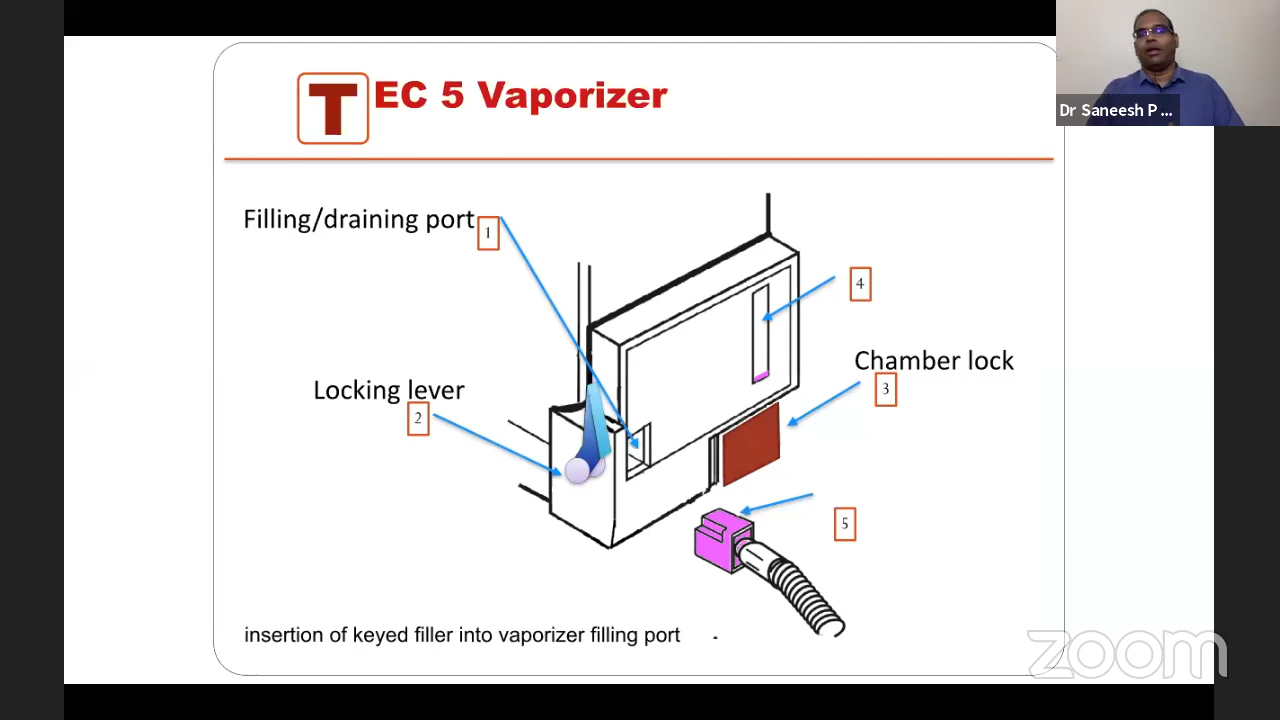 TEC 5 Vaporizer
Dr Saneesh P ...
Filling/draining port
1
4
Chamber lock
3
Locking lever
2
5
insertion of keyed filler into vaporizer filling port
zoom